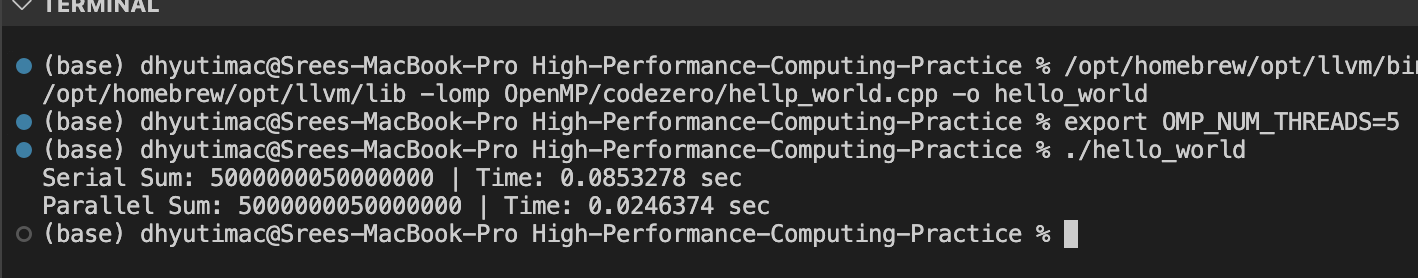 TERMINAL
(base) dhyutimac@Srees-MacBook-Pro High-Performance-Computing-Practice % /opt/homebrew/opt/llvm/bin
/opt/homebrew/opt/llvm/lib -lomp OpenMP/codezero/hellp_world.cpp -o hello_world
(base) dhyutimac@Srees-MacBook-Pro High-Performance-Computing-Practice % export OMP_NUM_THREADS=5
(base) dhyutimac@Srees-MacBook-Pro High-Performance-Computing-Practice % ./hello_world
Serial Sum: 5000000050000000 | Time: 0.0853278 sec
Parallel Sum: 5000000050000000 | Time: 0.0246374 sec
(base) dhyutimac@Srees-MacBook-Pro High-Performance-Computing-Practice %